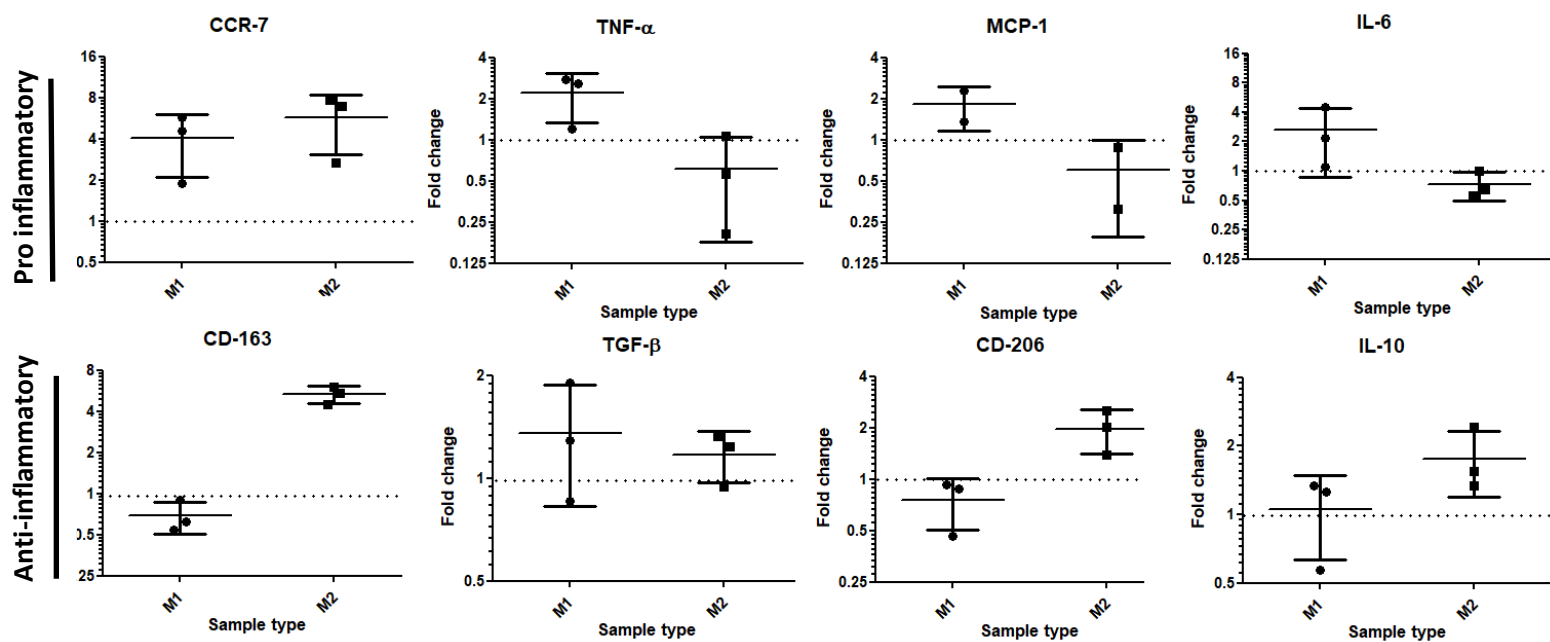 Pro inflammatory
CCR-7
16
8
4
2
1
0.5
M1
M2
TNF-α
Fold change
4
2
1
0.5
0.25
0.125
M1
M2
Sample type
MCP-1
Fold change
4
2
1
0.5
0.25
0.125
M1
M2
Sample type
IL-6
Fold change
16
8
4
2
1
0.5
0.25
0.125
M1
M2
Sample type
Anti-inflammatory
CD-163
8
4
2
1
0.5
25
M1
M2
Sample type
TGF-β
Fold change
2
1
0.5
M1
M2
Sample type
CD-206
Fold change
4
2
1
0.5
0.25
M1
M2
Sample type
IL-10
Fold change
4
2
1
0.5
M1
M2
Sample type